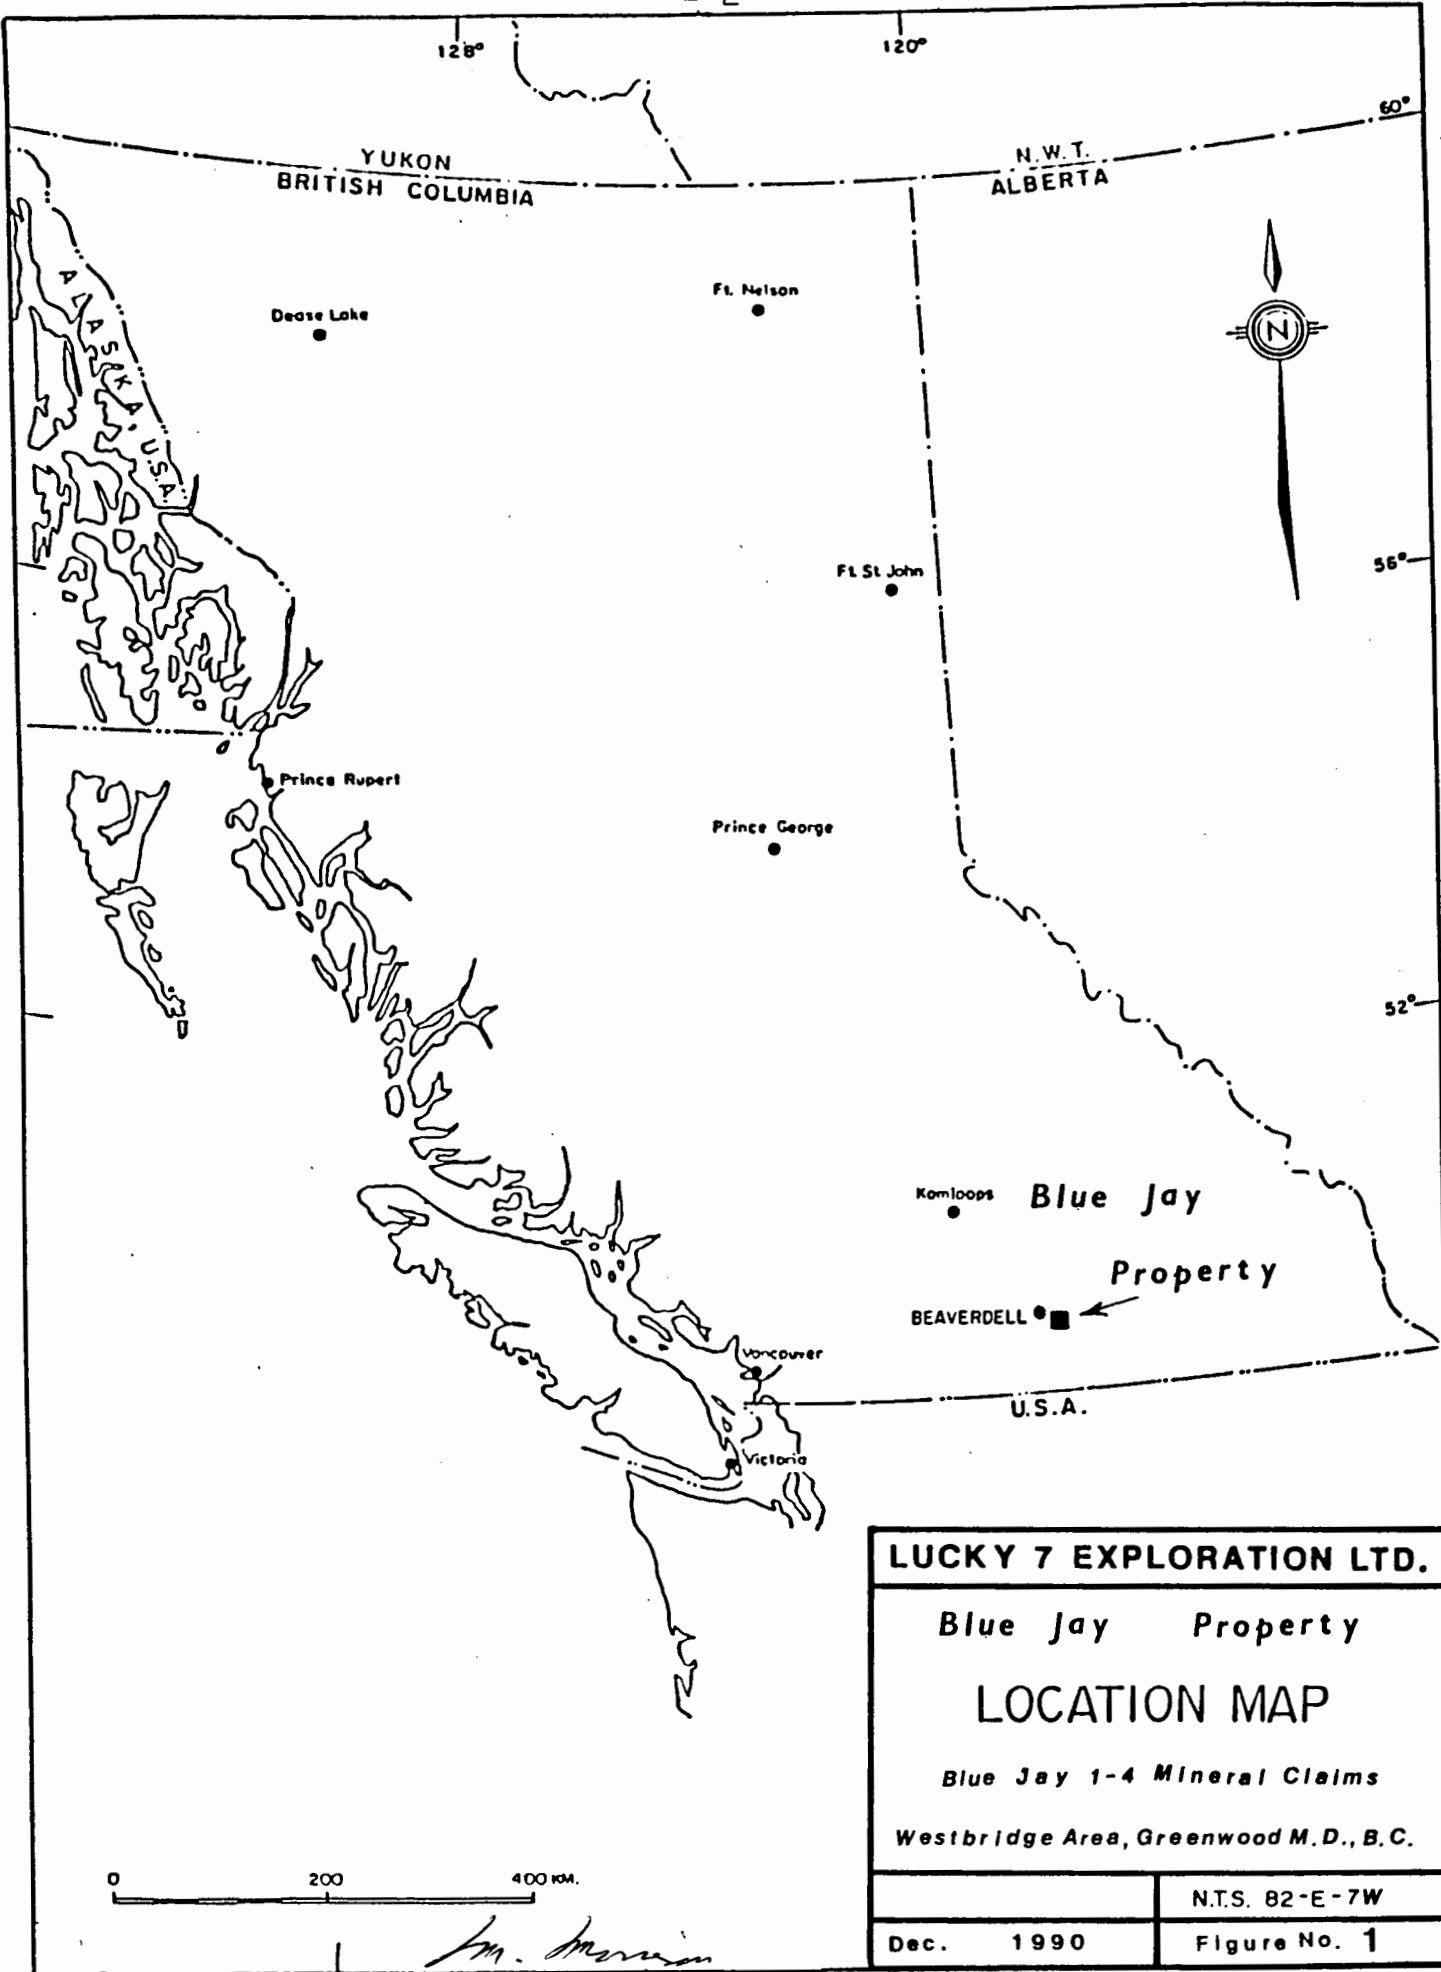 128°
120°
60°
YUKON
N.W.T.
BRITISH COLUMBIA
ALBERTA
ALASKA, U.S.A.
Dease Lake
Ft. Nelson
N
Ft. St. John
56°
Prince Rupert
Prince George
52°
Kamloops
Blue Jay
Property
BEAVERDELL
Vancouver
U.S.A.
Victoria
LUCKY 7 EXPLORATION LTD.
Blue Jay Property
LOCATION MAP
Blue Jay 1-4 Mineral Claims
Westbridge Area, Greenwood M.D., B.C.
0 200 400 KM.
N.T.S. 82-E-7W
Dec. 1990
Figure No. 1